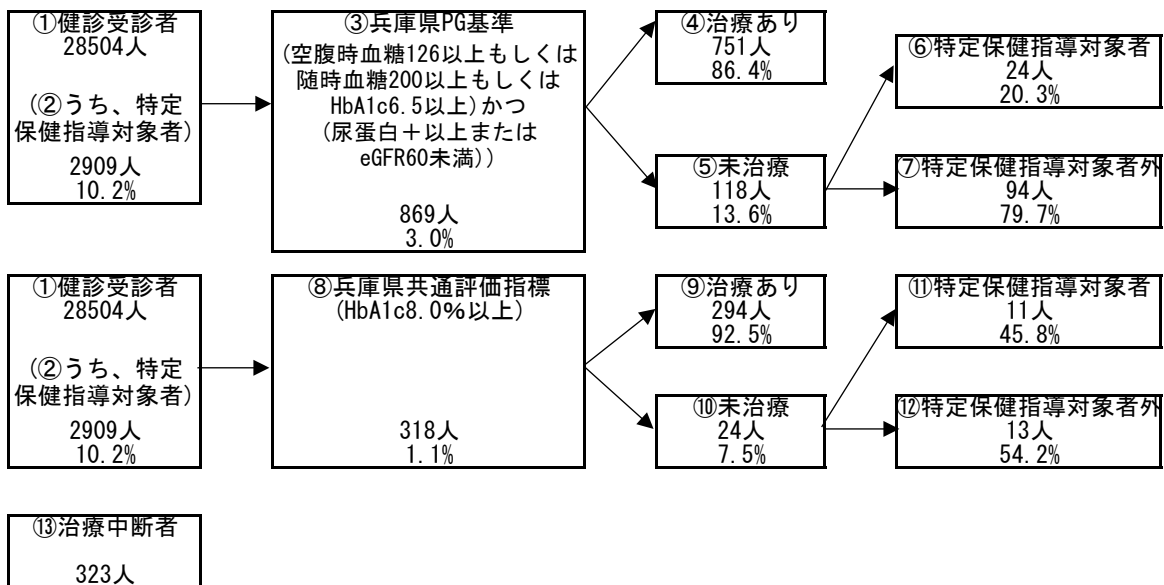 ①健診受診者
28504人
(②うち、特定
保健指導対象者)
2909人
10.2%
③兵庫県PG基準
(空腹時血糖126以上もしくは
随時血糖200以上もしくは
HbA1c6.5以上)かつ
(尿蛋白＋以上または
eGFR60未満))
869人
3.0%
④治療あり
751人
86.4%
⑤未治療
118人
13.6%
⑥特定保健指導対象者
24人
20.3%
⑦特定保健指導対象者外
94人
79.7%
①健診受診者
28504人
(②うち、特定
保健指導対象者)
2909人
10.2%
⑧兵庫県共通評価指標
(HbA1c8.0%以上)
318人
1.1%
⑨治療あり
294人
92.5%
⑩未治療
24人
7.5%
⑪特定保健指導対象者
11人
45.8%
⑫特定保健指導対象者外
13人
54.2%
⑬治療中断者
323人